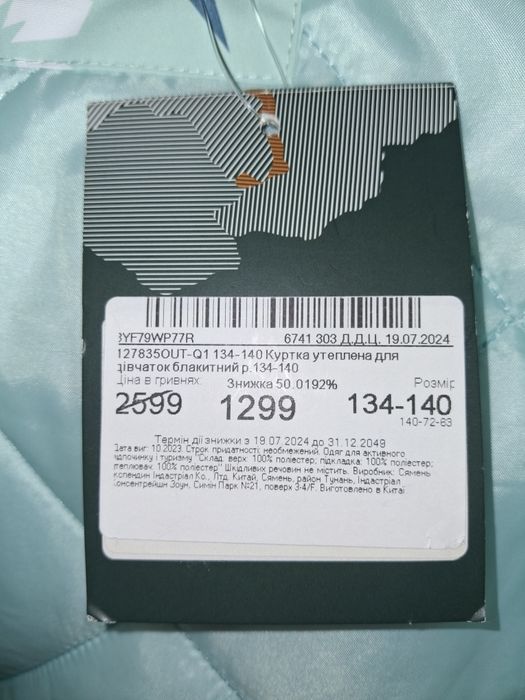 3YF79WP77R 6741 303 Д.Д.Ц. 19.07.2024
127835OUT-Q1 134-140 Куртка утеплена для
дівчаток блакитний р.134-140
Ціна в гривнях: Знижка 50.0192% Розмір
2599 1299 134-140
140-72-63
Термін дії знижки з 19.07.2024 до 31.12.2049
Дата виг: 10.2023. Строк придатності: необмежений. Одяг для активного
відпочинку і туризму "Склад: верх: 100% поліестер; підкладка: 100% поліестер;
утеплювач: 100% поліестер" Шкідливих речовин не містить. Виробник: Сямень
Індастріал Ко., Лтд. Китай, Сямень, район Тунань, Індастріал
Зоун, Симін Парк №21, поверх 3-4/F. Виготовлено в Китаї